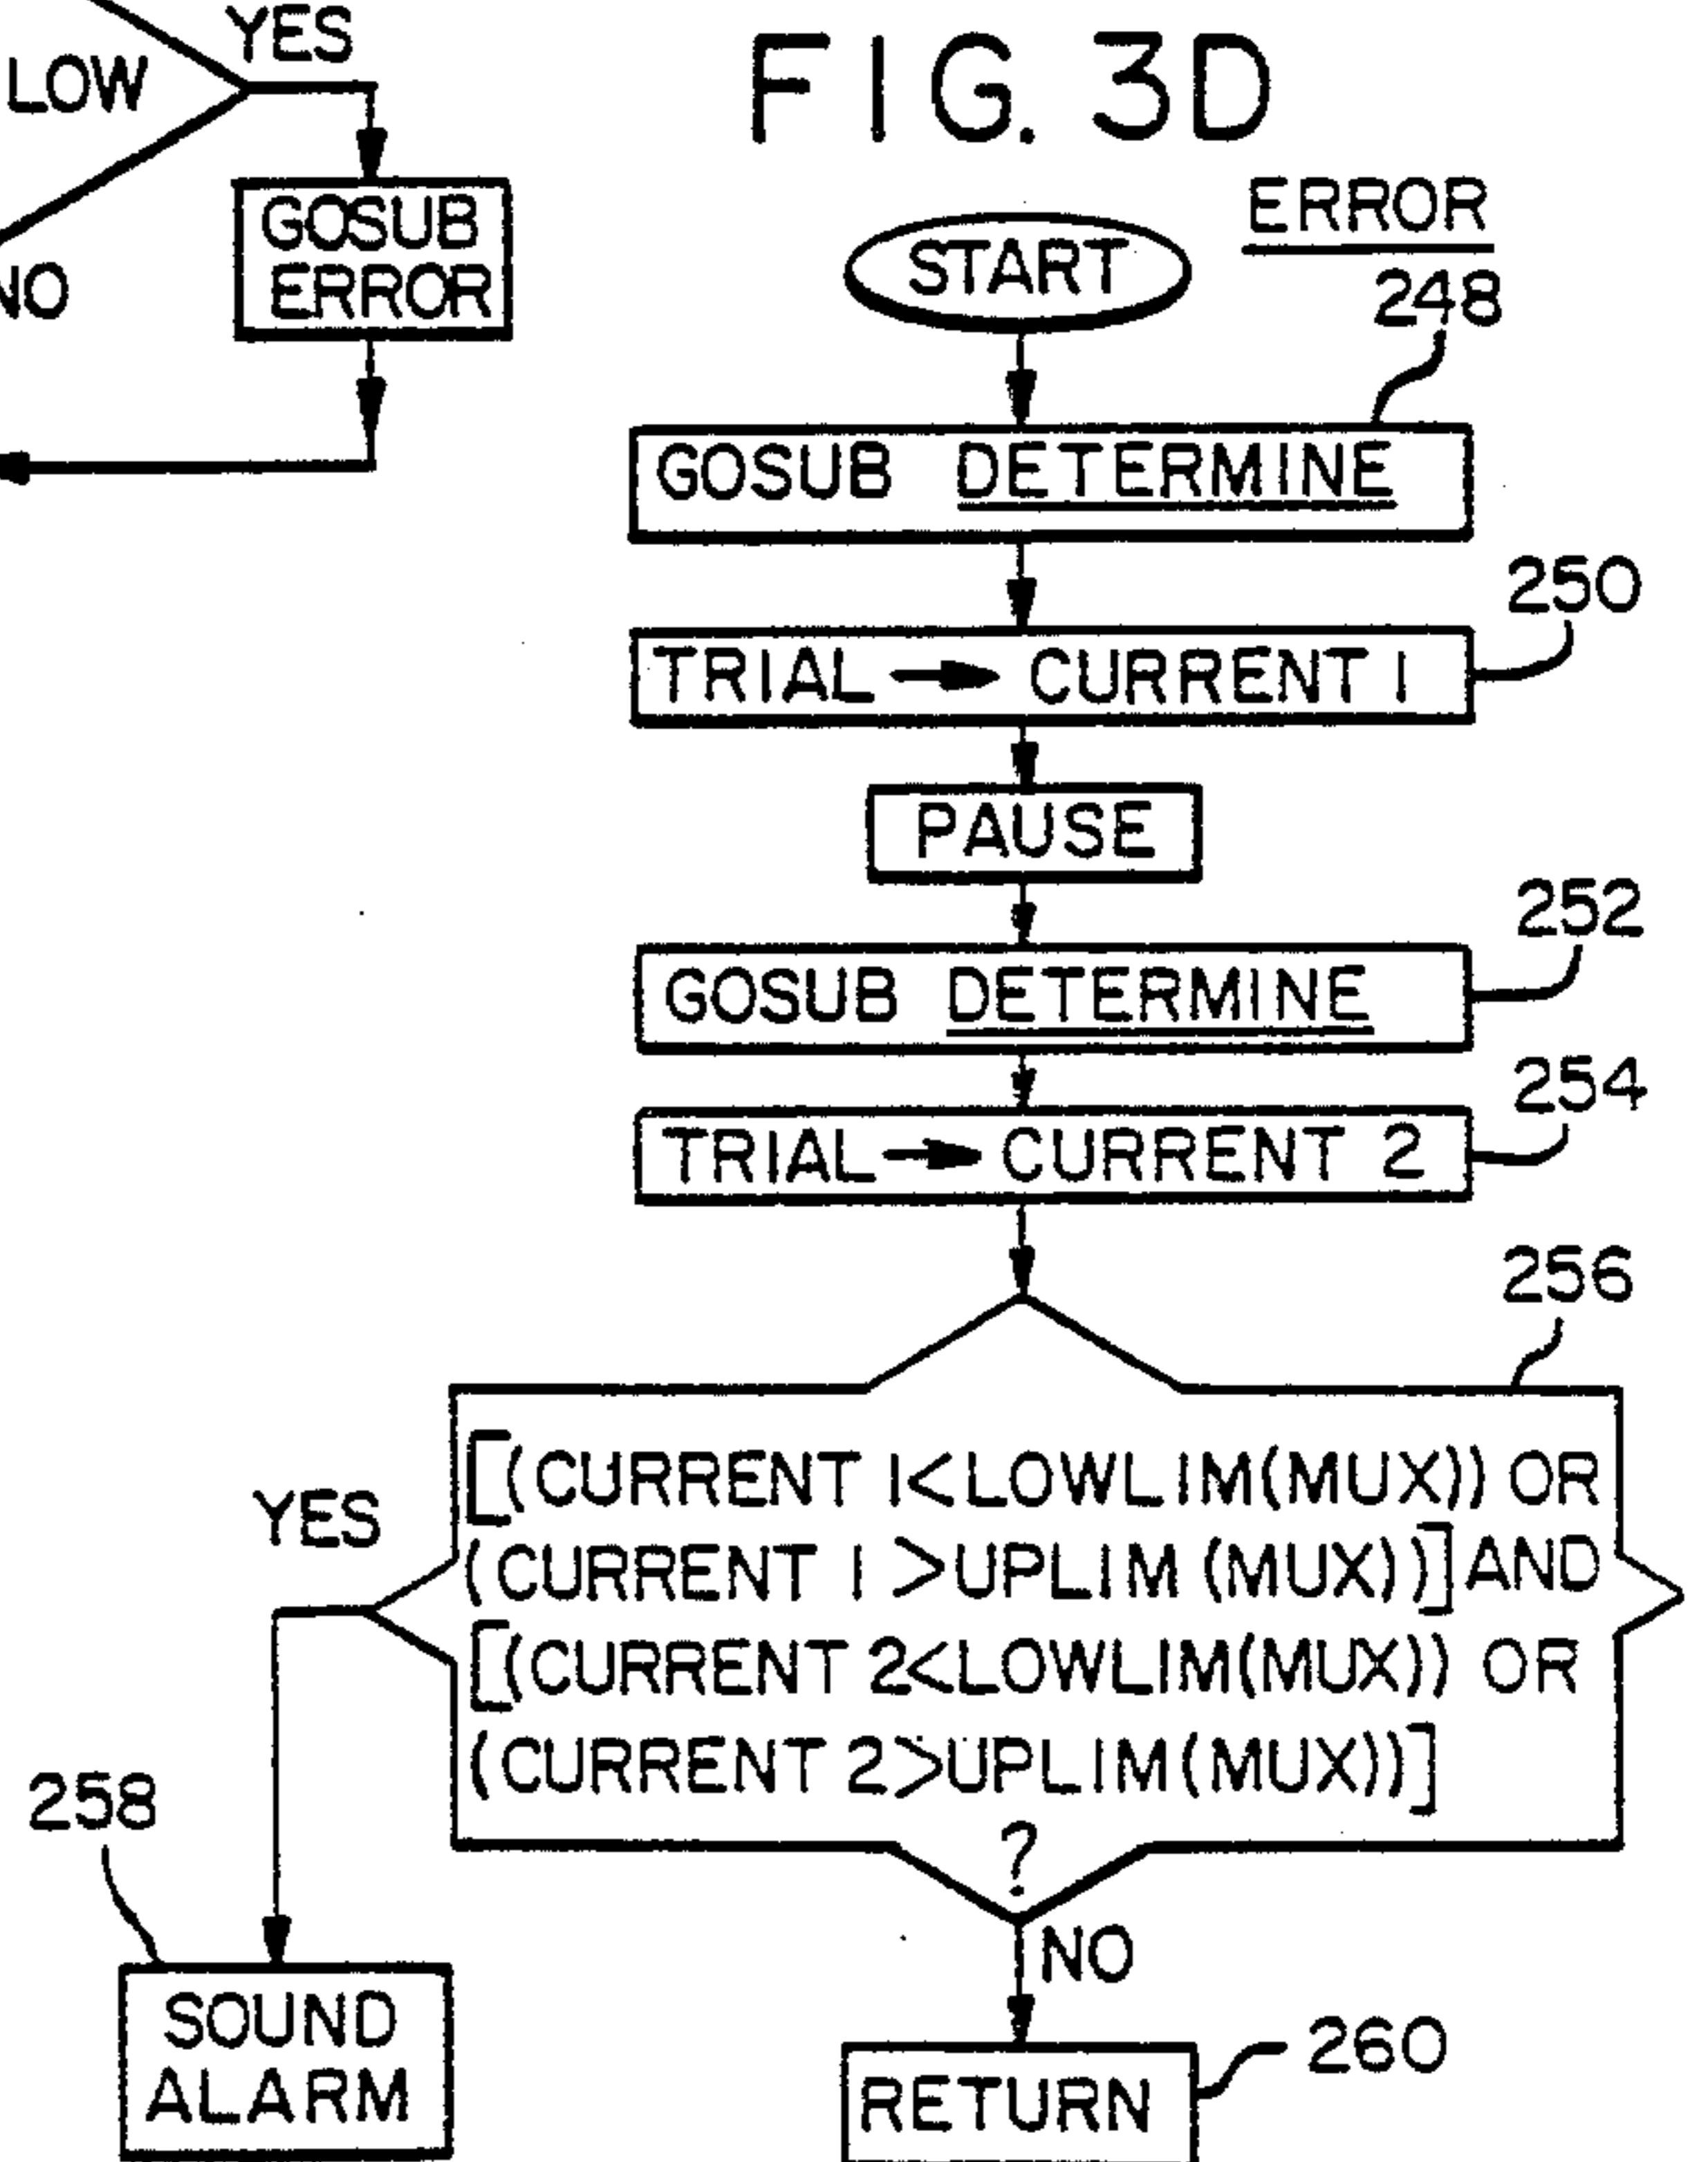 YES
LOW
GOSUB
ERROR
NO
FIG. 3D
ERROR
START
248
GOSUB DETERMINE
250
TRIAL → CURRENT 1
PAUSE
252
GOSUB DETERMINE
254
TRIAL → CURRENT 2
256
[(CURRENT 1<LOWLIM(MUX)) OR
(CURRENT 1 >UPLIM (MUX))] AND
[(CURRENT 2<LOWLIM(MUX)) OR
(CURRENT 2>UPLIM(MUX))]
?
YES
258
SOUND
ALARM
NO
RETURN
260